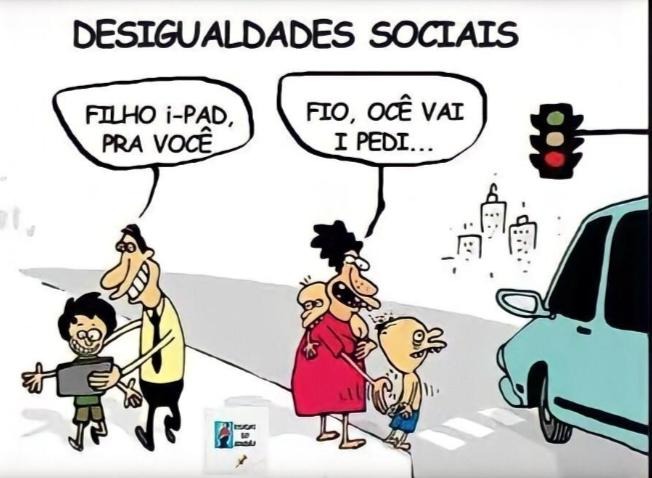 DESIGUALDADES SOCIAIS
FILHO i-PAD,
PRA VOCÊ
FIO, OCÊ VAI
I PEDI...